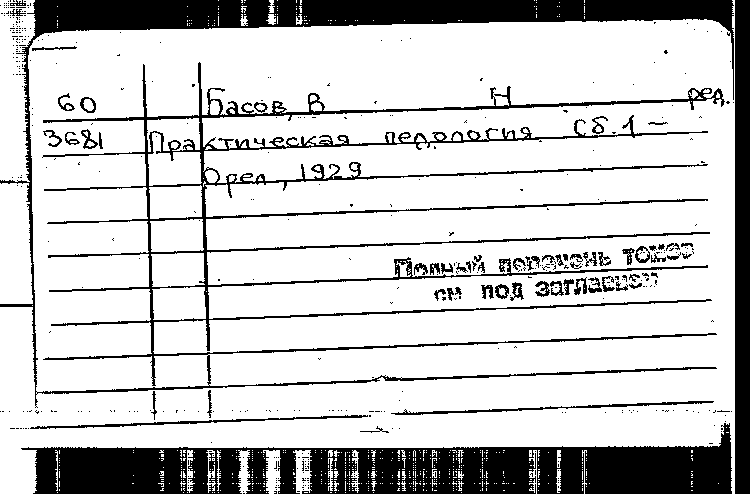 60 Басов, В Н ред.
3681 Практическая педология Сб. 1 —
Орел, 1929
Полный перечень томов
см под заглавием